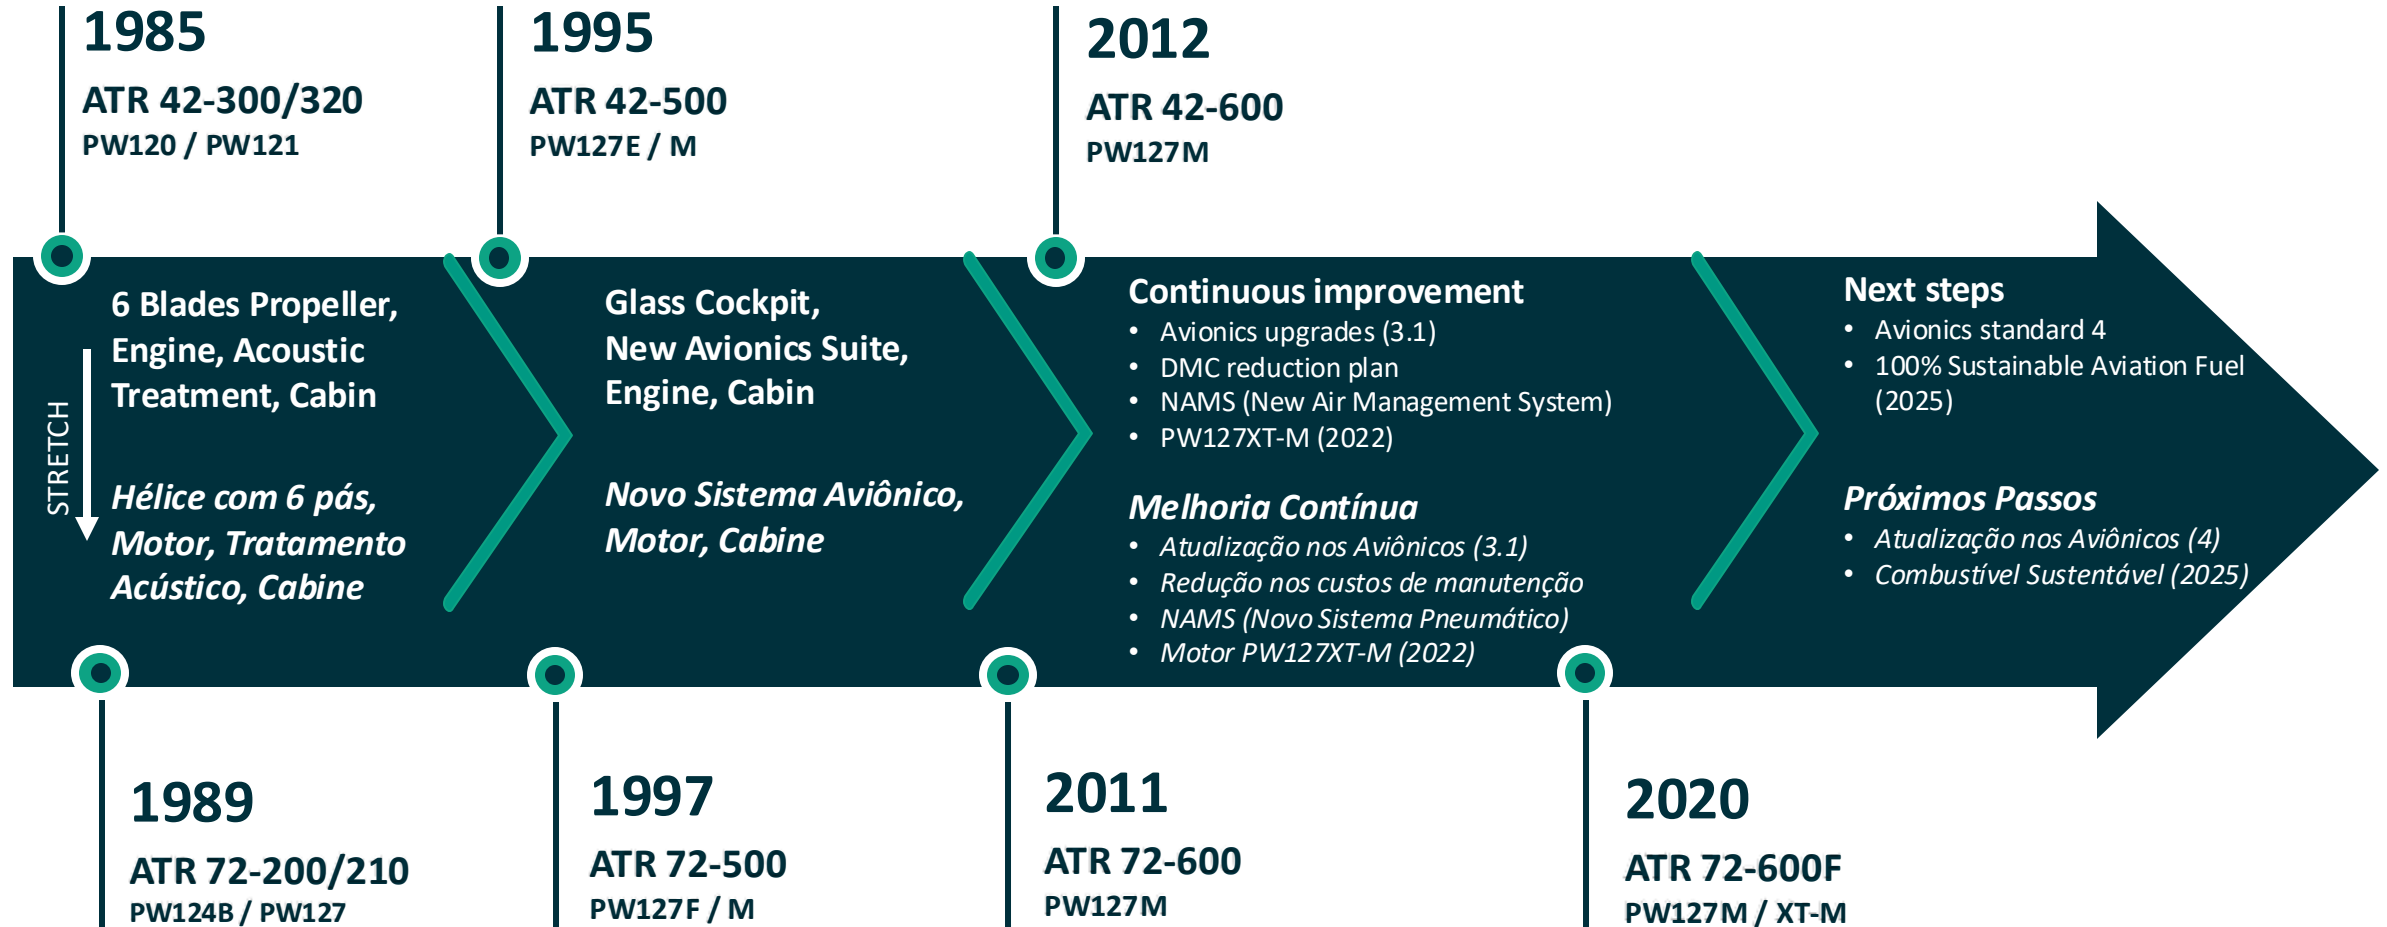 1985
ATR 42-300/320
PW120 / PW121
1995
ATR 42-500
PW127E / M
2012
ATR 42-600
PW127M
STRETCH
6 Blades Propeller,
Engine, Acoustic
Treatment, Cabin
Hélice com 6 pás,
Motor, Tratamento
Acústico, Cabine
Glass Cockpit,
New Avionics Suite,
Engine, Cabin
Novo Sistema Aviônico,
Motor, Cabine
Continuous improvement
• Avionics upgrades (3.1)
• DMC reduction plan
• NAMS (New Air Management System)
• PW127XT-M (2022)
Melhoria Contínua
• Atualização nos Aviônicos (3.1)
• Redução nos custos de manutenção
• NAMS (Novo Sistema Pneumático)
• Motor PW127XT-M (2022)
Next steps
• Avionics standard 4
• 100% Sustainable Aviation Fuel
(2025)
Próximos Passos
• Atualização nos Aviônicos (4)
• Combustível Sustentável (2025)
1989
ATR 72-200/210
PW124B / PW127
1997
ATR 72-500
PW127F / M
2011
ATR 72-600
PW127M
2020
ATR 72-600F
PW127M / XT-M